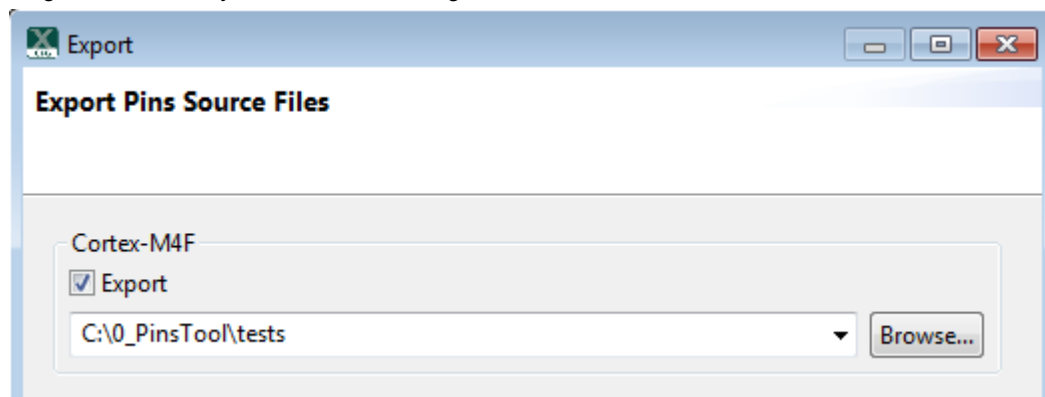 Export
Export Pins Source Files
Cortex-M4F
Export
C:\0_PinsTool\tests
Browse...